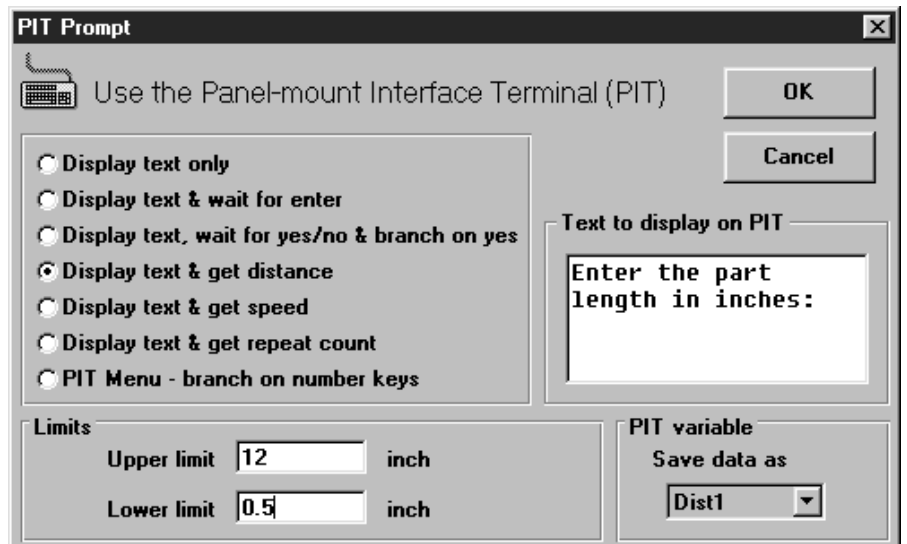 PIT Prompt
Use the Panel-mount Interface Terminal (PIT)
OK
Cancel
Display text only
Display text & wait for enter
Display text, wait for yes/no & branch on yes
Display text & get distance
Display text & get speed
Display text & get repeat count
PIT Menu - branch on number keys
Text to display on PIT
Enter the part
length in inches:
Limits
Upper limit 12 inch
Lower limit 0.5 inch
PIT variable
Save data as
Dist1